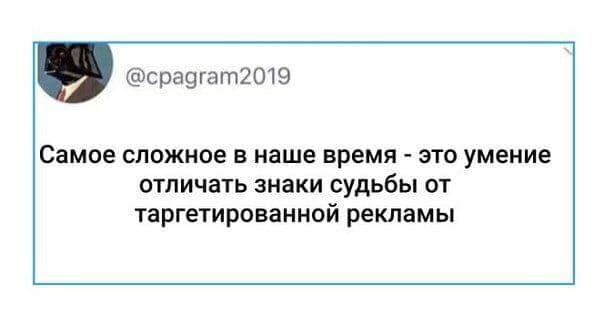 @cpagram2019
Самое сложное в наше время - это умение
отличать знаки судьбы от
таргетированной рекламы